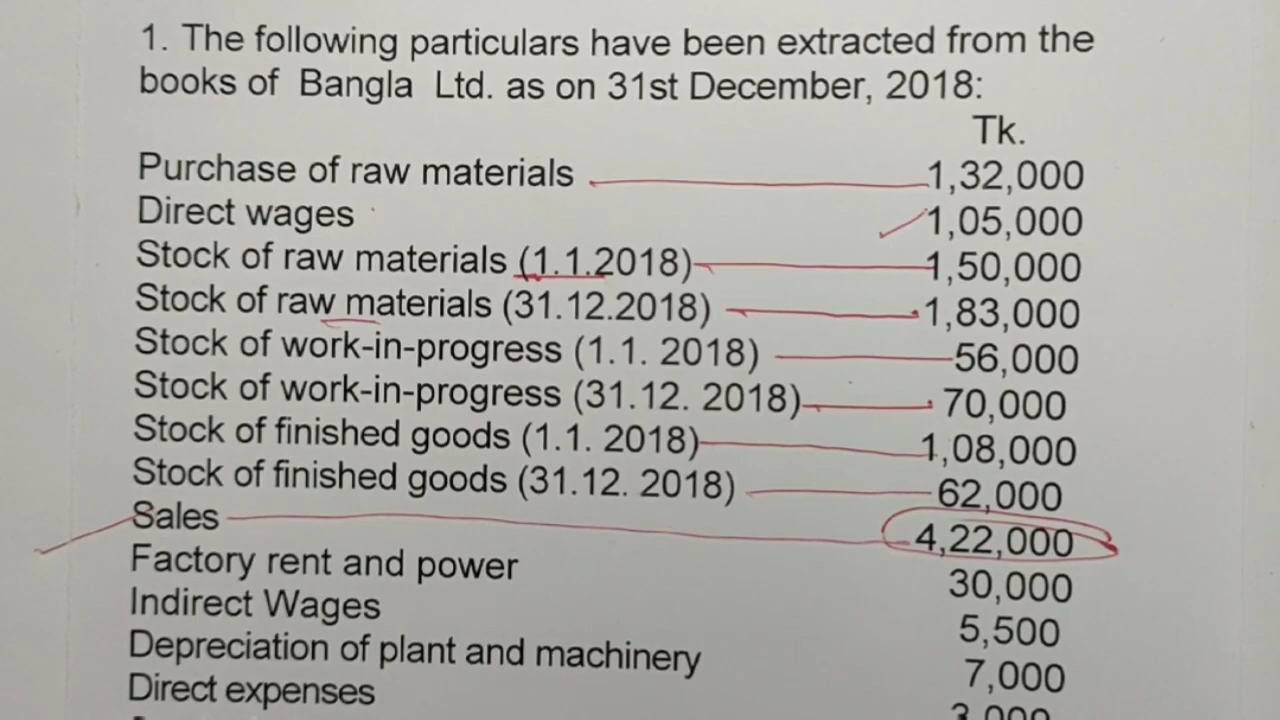 1. The following particulars have been extracted from the
books of Bangla Ltd. as on 31st December, 2018:
Tk.
Purchase of raw materials 1,32,000
Direct wages 1,05,000
Stock of raw materials (1.1.2018) 1,50,000
Stock of raw materials (31.12.2018) 1,83,000
Stock of work-in-progress (1.1. 2018) 56,000
Stock of work-in-progress (31.12. 2018) 70,000
Stock of finished goods (1.1. 2018) 1,08,000
Stock of finished goods (31.12. 2018) 62,000
Sales 4,22,000
Factory rent and power 30,000
Indirect Wages 5,500
Depreciation of plant and machinery 7,000
Direct expenses 3,000